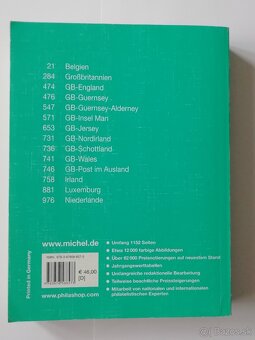 21 Belgien
284 Großbritannien
474 GB-England
476 GB-Guernsey
547 GB-Guernsey-Alderney
571 GB-Insel Man
653 GB-Jersey
731 GB-Nordirland
736 GB-Schottland
741 GB-Wales
746 GB-Post im Ausland
758 Irland
881 Luxemburg
976 Niederlande
Printed in Germany
www.michel.de
€ 46,00
[D]
www.philashop.com
Umfang 1152 Seiten
Etwa 12 000 farbige Abbildungen
Über 62 000 Preisnotierungen auf neuestem Stand
Jahrgangswerttabellen
Umfangreiche redaktionelle Bearbeitung
Teilweise beachtliche Preissteigerungen
Mitarbeit von nationalen und internationalen
philatelistischen Experten